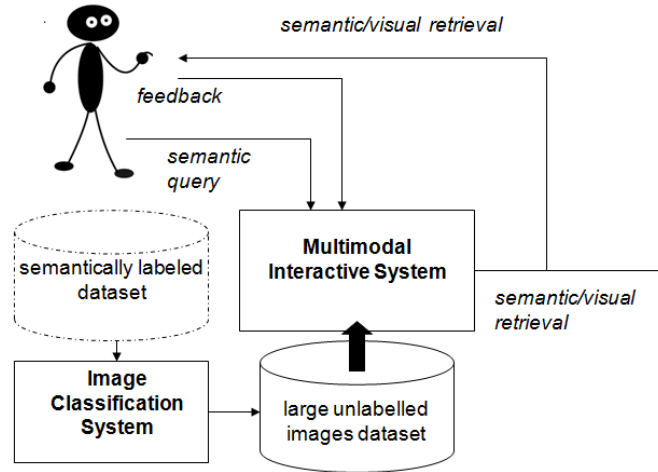 semantic/visual retrieval
feedback
semantic
query
semantically labeled
dataset
Multimodal
Interactive System
semantic/visual
retrieval
Image
Classification
System
large unlabelled
images dataset